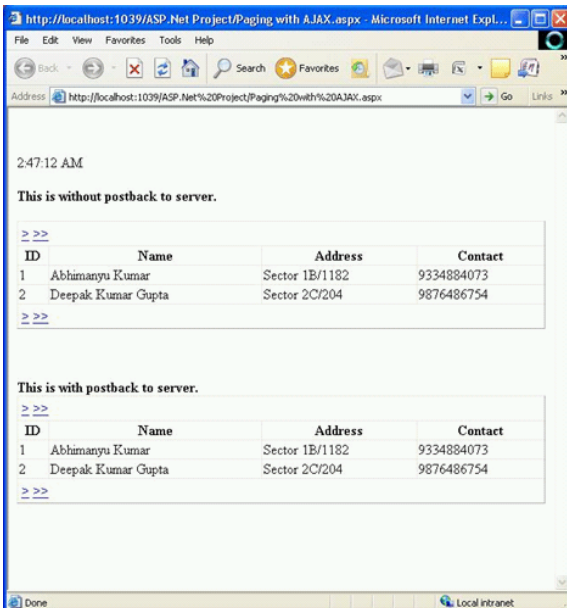 http://localhost:1039/ASP.Net Project/Paging with AJAX.aspx - Microsoft Internet Expl...
File Edit View Favorites Tools Help
Back Search Favorites
Address http://localhost:1039/ASP.Net%20Project/Paging%20with%20AJAX.aspx Go Links »
2:47:12 AM
This is without postback to server.
> >>
ID Name Address Contact
1 Abhimanyu Kumar Sector 1B/1182 9334884073
2 Deepak Kumar Gupta Sector 2C/204 9876486754
> >>
This is with postback to server.
> >>
ID Name Address Contact
1 Abhimanyu Kumar Sector 1B/1182 9334884073
2 Deepak Kumar Gupta Sector 2C/204 9876486754
> >>
Done Local intranet